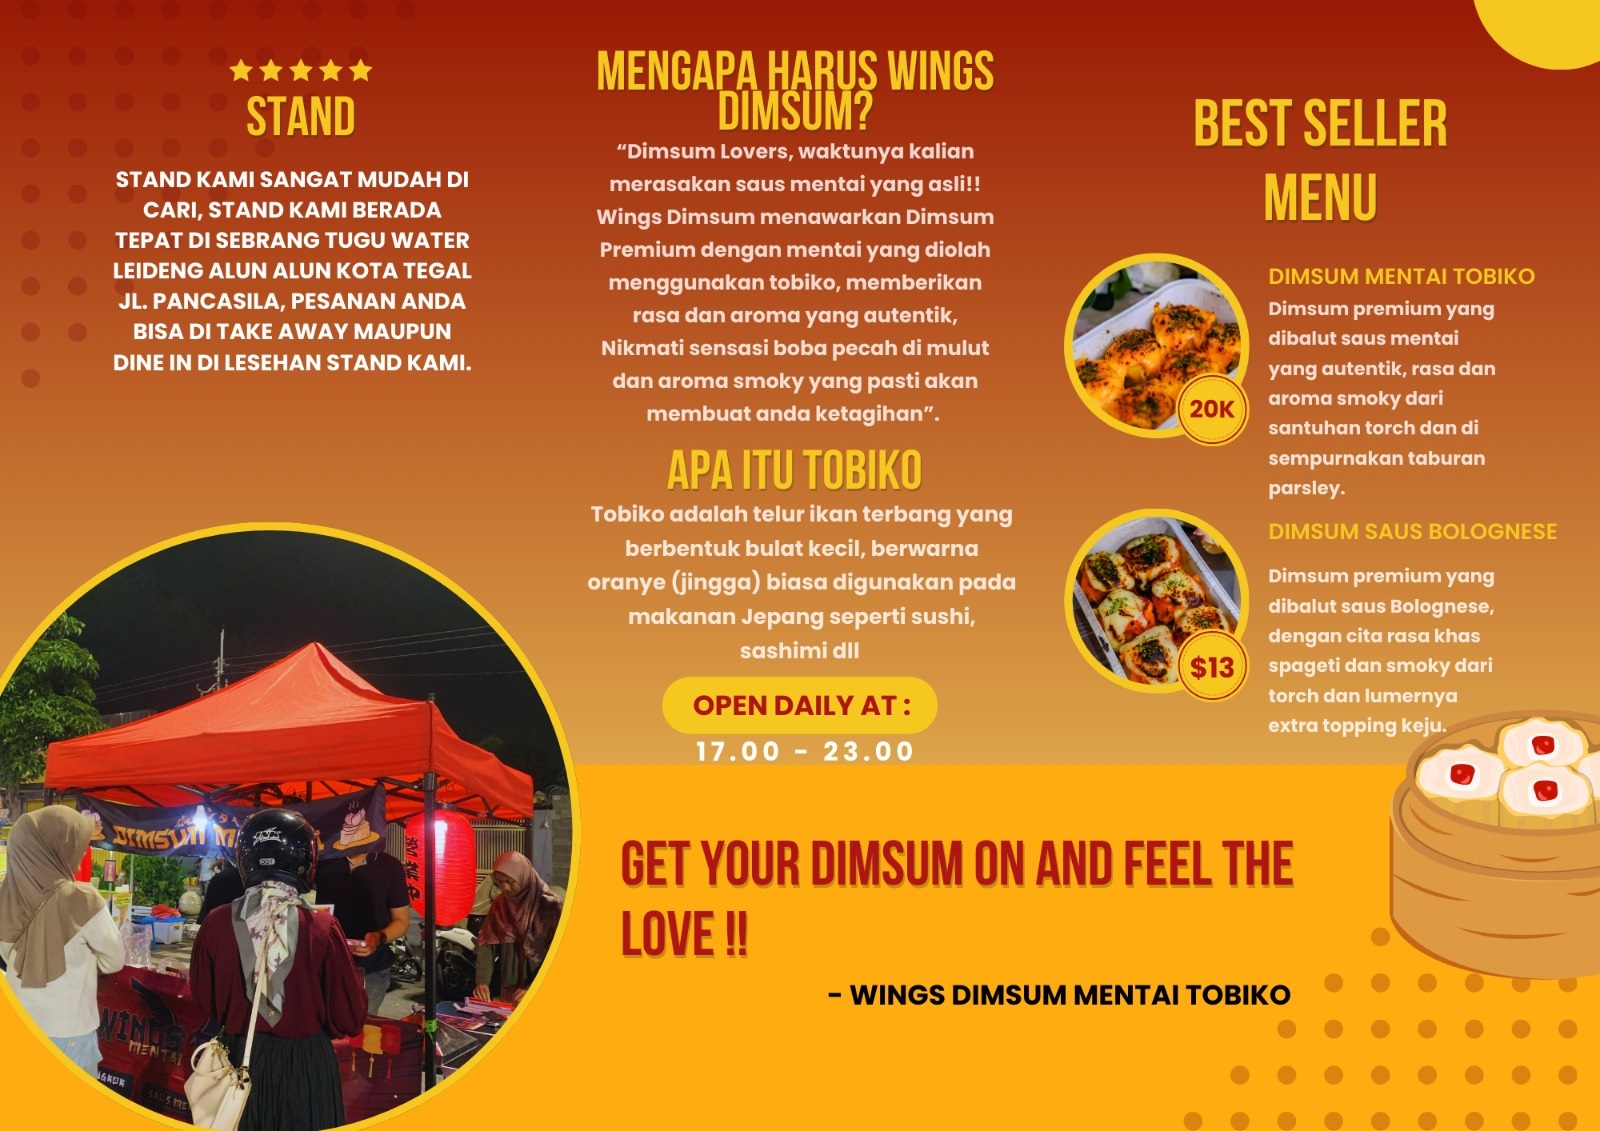 STAND
STAND KAMI SANGAT MUDAH DI
CARI, STAND KAMI BERADA
TEPAT DI SEBRANG TUGU WATER
LEIDENG ALUN ALUN KOTA TEGAL
JL. PANCASILA, PESANAN ANDA
BISA DI TAKE AWAY MAUPUN
DINE IN DI LESEHAN STAND KAMI.
DIMSUM M
WINGS
MENTAI
MENGAPA HARUS WINGS
DIMSUM?
“Dimsum Lovers, waktunya kalian
merasakan saus mentai yang asli!!
Wings Dimsum menawarkan Dimsum
Premium dengan mentai yang diolah
menggunakan tobiko, memberikan
rasa dan aroma yang autentik,
Nikmati sensasi boba pecah di mulut
dan aroma smoky yang pasti akan
membuat anda ketagihan”.
APA ITU TOBIKO
Tobiko adalah telur ikan terbang yang
berbentuk bulat kecil, berwarna
oranye (jingga) biasa digunakan pada
makanan Jepang seperti sushi,
sashimi dll
OPEN DAILY AT :
17.00 - 23.00
BEST SELLER
MENU
DIMSUM MENTAI TOBIKO
Dimsum premium yang
dibalut saus mentai
yang autentik, rasa dan
aroma smoky dari
santuhan torch dan di
sempurnakan taburan
parsley.
20K
DIMSUM SAUS BOLOGNESE
Dimsum premium yang
dibalut saus Bolognese,
dengan cita rasa khas
spageti dan smoky dari
torch dan lumernya
extra topping keju.
$13
GET YOUR DIMSUM ON AND FEEL THE
LOVE !!
- WINGS DIMSUM MENTAI TOBIKO